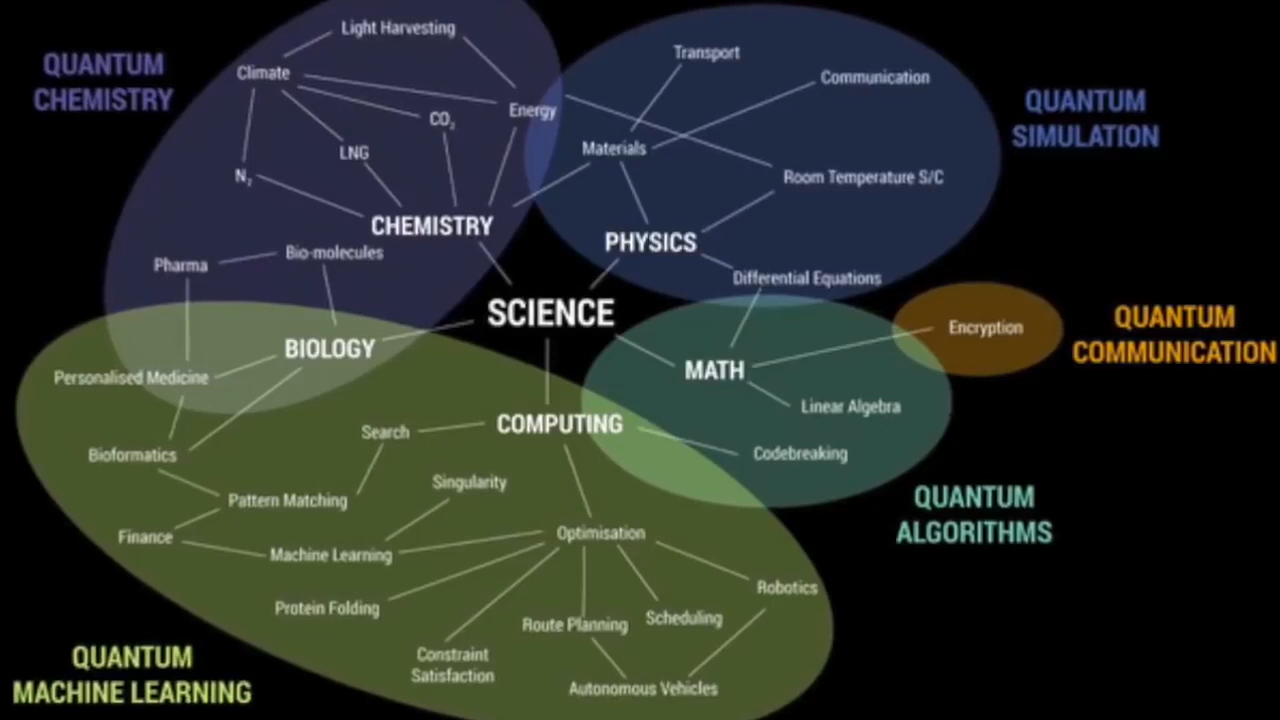 Light Harvesting
QUANTUM
CHEMISTRY
Climate
Transport
Communication
QUANTUM
SIMULATION
Energy
CO₂
LNG
N₂
Materials
Room Temperature S/C
CHEMISTRY
PHYSICS
Bio-molecules
Pharma
Differential Equations
SCIENCE
Encryption
QUANTUM
COMMUNICATION
BIOLOGY
MATH
Personalised Medicine
Linear Algebra
COMPUTING
Search
Codebreaking
Bioformatics
Singularity
Pattern Matching
QUANTUM
ALGORITHMS
Finance
Optimisation
Machine Learning
Robotics
Protein Folding
Route Planning
Scheduling
Constraint
Satisfaction
Autonomous Vehicles
QUANTUM
MACHINE LEARNING